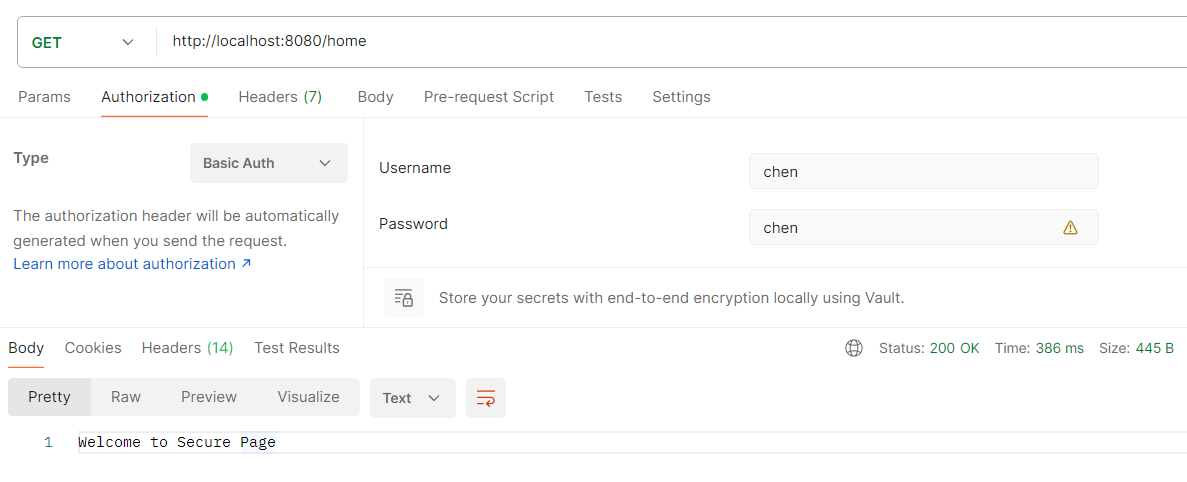 GET http://localhost:8080/home
Params Authorization Headers (7) Body Pre-request Script Tests Settings
Type Basic Auth
The authorization header will be automatically
generated when you send the request.
Learn more about authorization ↗
Username chen
Password chen
Store your secrets with end-to-end encryption locally using Vault.
Body Cookies Headers (14) Test Results Status: 200 OK Time: 386 ms Size: 445 B
Pretty Raw Preview Visualize Text
1 Welcome to Secure Page